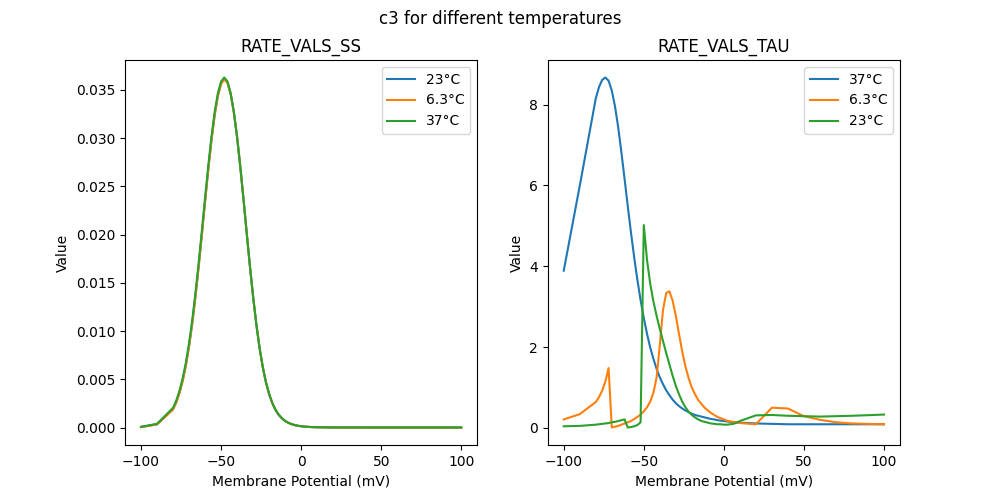 c3 for different temperatures
RATE_VALS_SS
23°C
6.3°C
37°C
0.035
0.030
0.025
0.020
0.015
0.010
0.005
0.000
Value
−100
−50
0
50
100
Membrane Potential (mV)
RATE_VALS_TAU
37°C
6.3°C
23°C
8
6
4
2
0
Value
−100
−50
0
50
100
Membrane Potential (mV)